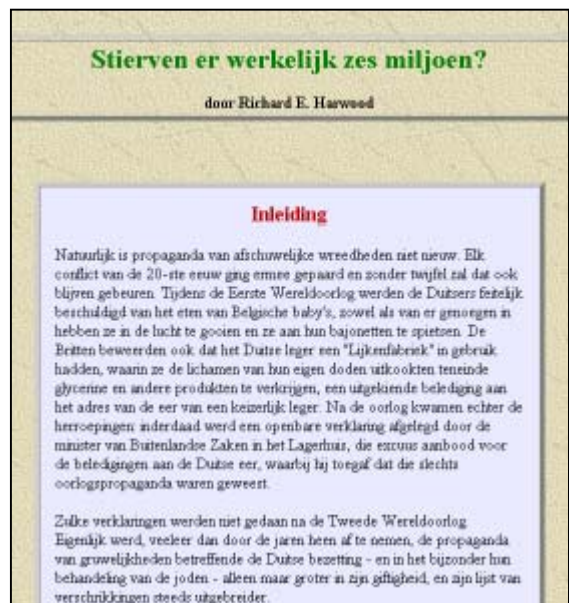 Stierven er werkelijk zes miljoen?
door Richard E. Harwood
Inleiding
Natuurlijk is propaganda van afschuwelijke wreedheden niet nieuw. Elk
conflict van de 20-ste eeuw ging ermee gepaard en zonder twijfel zal dat ook
blijven gebeuren. Tijdens de Eerste Wereldoorlog werden de Duitsers feitelijk
beschuldigd van het eten van Belgische baby's, zowel als van er genoegen in
hebben ze in de lucht te gooien en ze aan hun bajonetten te spietsen. De
Britten beweerden ook dat het Duitse leger een "Lijkenfabriek" in gebruik
hadden, waarin ze de lichamen van hun eigen doden uitkookten teneinde
glycerine en andere produkten te verkrijgen, een uitgekiende belediging aan
het adres van de eer van een keizerlijk leger. Na de oorlog kwamen echter de
herroepingen: inderdaad werd een openbare verklaring afgelegd door de
minister van Buitenlandse Zaken in het Lagerhuis, die excuus aanbood voor
de beledigingen aan de Duitse eer, waarbij hij toegaf dat die slechts
oorlogspropaganda waren geweest.
Zulke verklaringen werden niet gedaan na de Tweede Wereldoorlog.
Eigenlijk werd, veeleer dan door de jaren heen af te nemen, de propaganda
van gruwelijkheden betreffende de Duitse bezetting - en in het bijzonder hun
behandeling van de joden - alleen maar groter in zijn giftigheid, en zijn lijst van
verschrikkingen steeds uitgebreider.